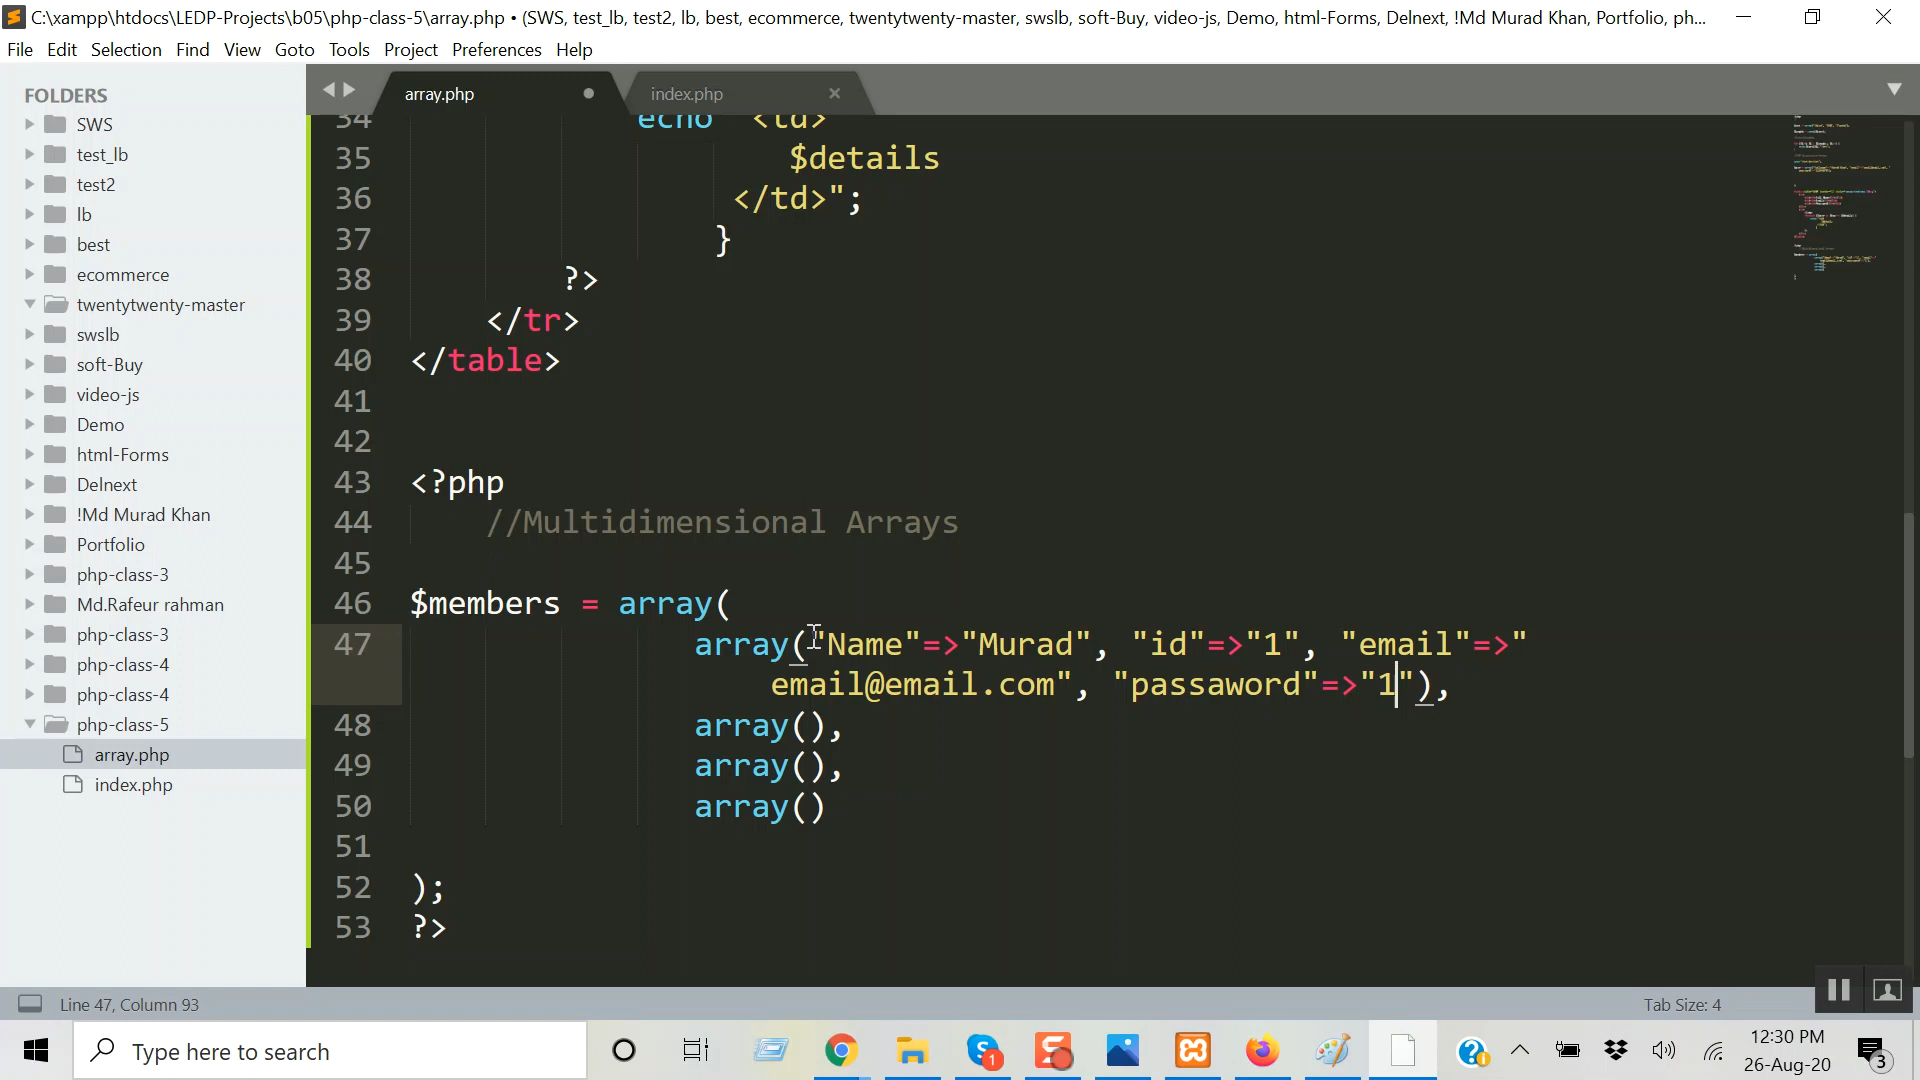 C:\xampp\htdocs\LEDP-Projects\b05\php-class-5\array.php • (SWS, test_lb, test2, lb, best, ecommerce, twentytwenty-master, swslb, soft-Buy, video-js, Demo, html-Forms, Delnext, !Md Murad Khan, Portfolio, ph...
File Edit Selection Find View Goto Tools Project Preferences Help
FOLDERS
SWS
test_lb
test2
lb
best
ecommerce
twentytwenty-master
swslb
soft-Buy
video-js
Demo
html-Forms
Delnext
!Md Murad Khan
Portfolio
php-class-3
Md.Rafeur rahman
php-class-3
php-class-4
php-class-4
php-class-5
array.php
index.php
array.php
index.php
34 echo "<td>
35 $details
36 </td>";
37 }
38 ?>
39 </tr>
40 </table>
41
42
43 <?php
44 //Multidimensional Arrays
45
46 $members = array(
47 array("Name"=>"Murad", "id"=>"1", "email"=>"
email@email.com", "passaword"=>"1"),
48 array(),
49 array(),
50 array()
51
52 );
53 ?>
Line 47, Column 93
Tab Size: 4
Type here to search
1
12:30 PM
26-Aug-20
3